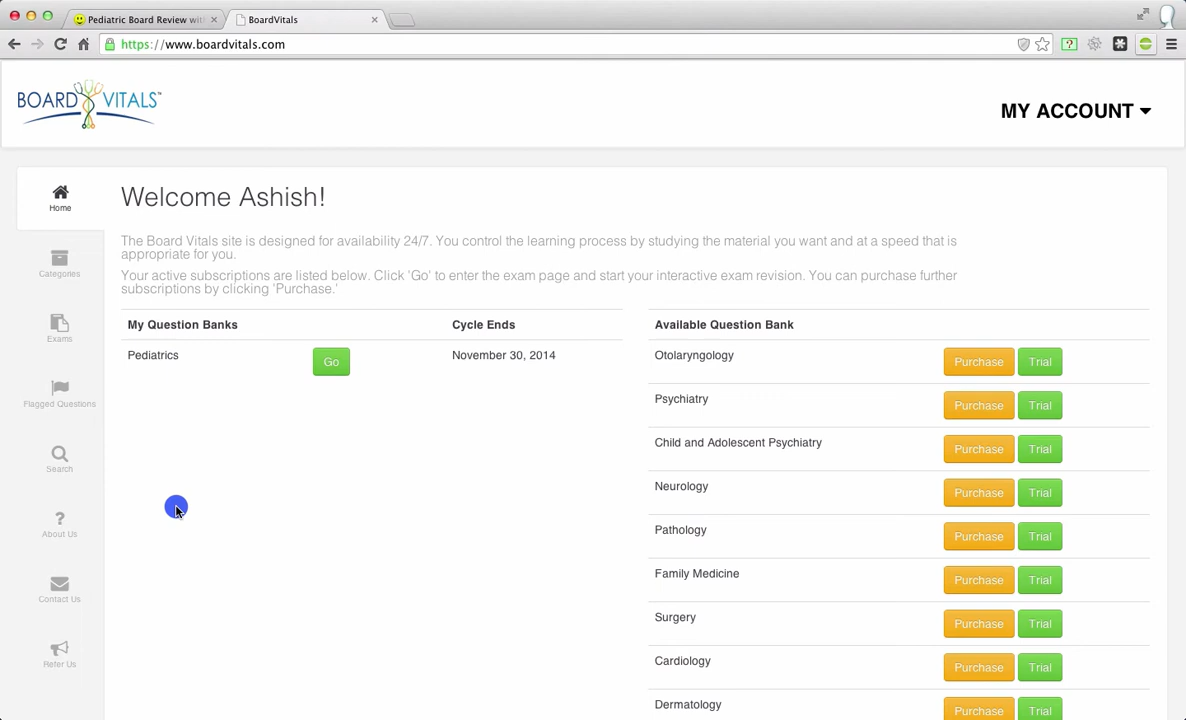 Pediatric Board Review wit
BoardVitals
https://www.boardvitals.com
BOARD VITALS™
MY ACCOUNT
Home
Categories
Exams
Flagged Questions
Search
About Us
Contact Us
Refer Us
Welcome Ashish!
The Board Vitals site is designed for availability 24/7. You control the learning process by studying the material you want and at a speed that is
appropriate for you.
Your active subscriptions are listed below. Click 'Go' to enter the exam page and start your interactive exam revision. You can purchase further
subscriptions by clicking 'Purchase.'
My Question Banks Cycle Ends
Pediatrics Go November 30, 2014
Available Question Bank
Otolaryngology Purchase Trial
Psychiatry Purchase Trial
Child and Adolescent Psychiatry Purchase Trial
Neurology Purchase Trial
Pathology Purchase Trial
Family Medicine Purchase Trial
Surgery Purchase Trial
Cardiology Purchase Trial
Dermatology Purchase Trial